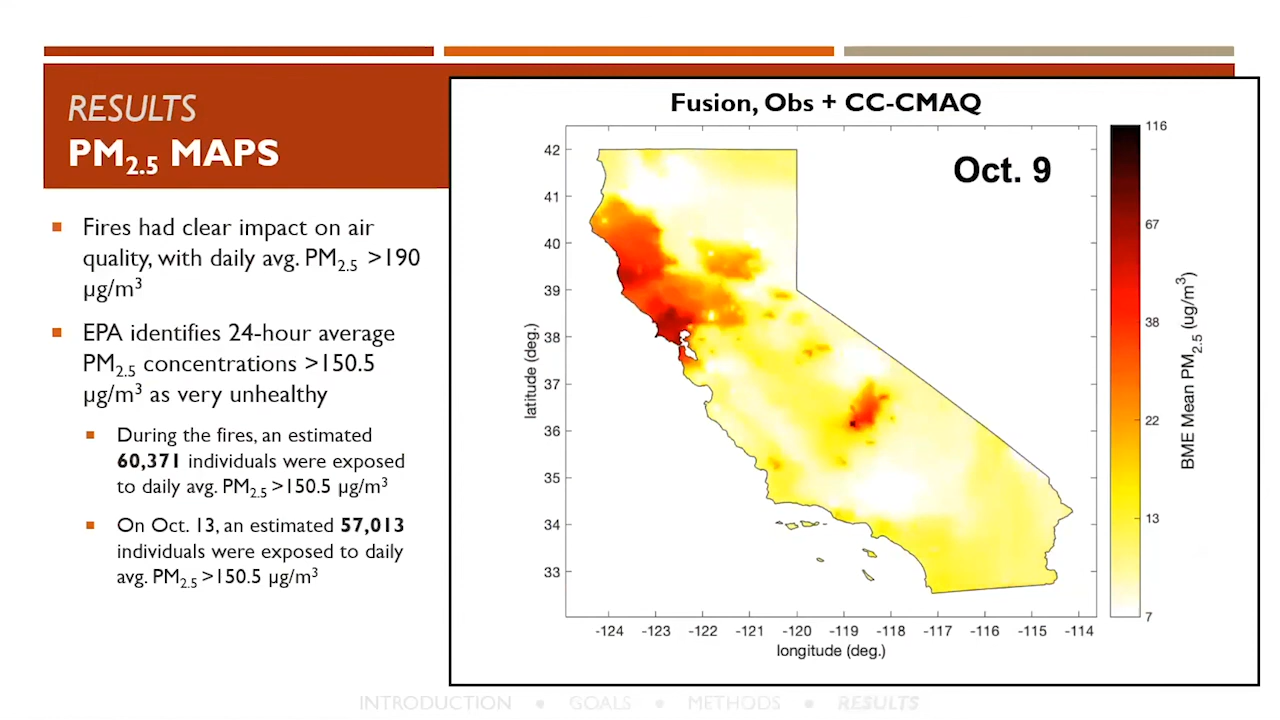 RESULTS
PM2.5 MAPS
Fires had clear impact on air
quality, with daily avg. PM2.5 >190
µg/m3
EPA identifies 24-hour average
PM2.5 concentrations >150.5
µg/m3 as very unhealthy
During the fires, an estimated
60,371 individuals were exposed
to daily avg. PM2.5 >150.5 µg/m3
On Oct. 13, an estimated 57,013
individuals were exposed to daily
avg. PM2.5 >150.5 µg/m3
Fusion, Obs + CC-CMAQ
Oct. 9
latitude (deg.)
42
41
40
39
38
37
36
35
34
33
-124 -123 -122 -121 -120 -119 -118 -117 -116 -115 -114
longitude (deg.)
116
67
38
22
13
7
BME Mean PM2.5 (ug/m3)
INTRODUCTION • GOALS • METHODS • RESULTS